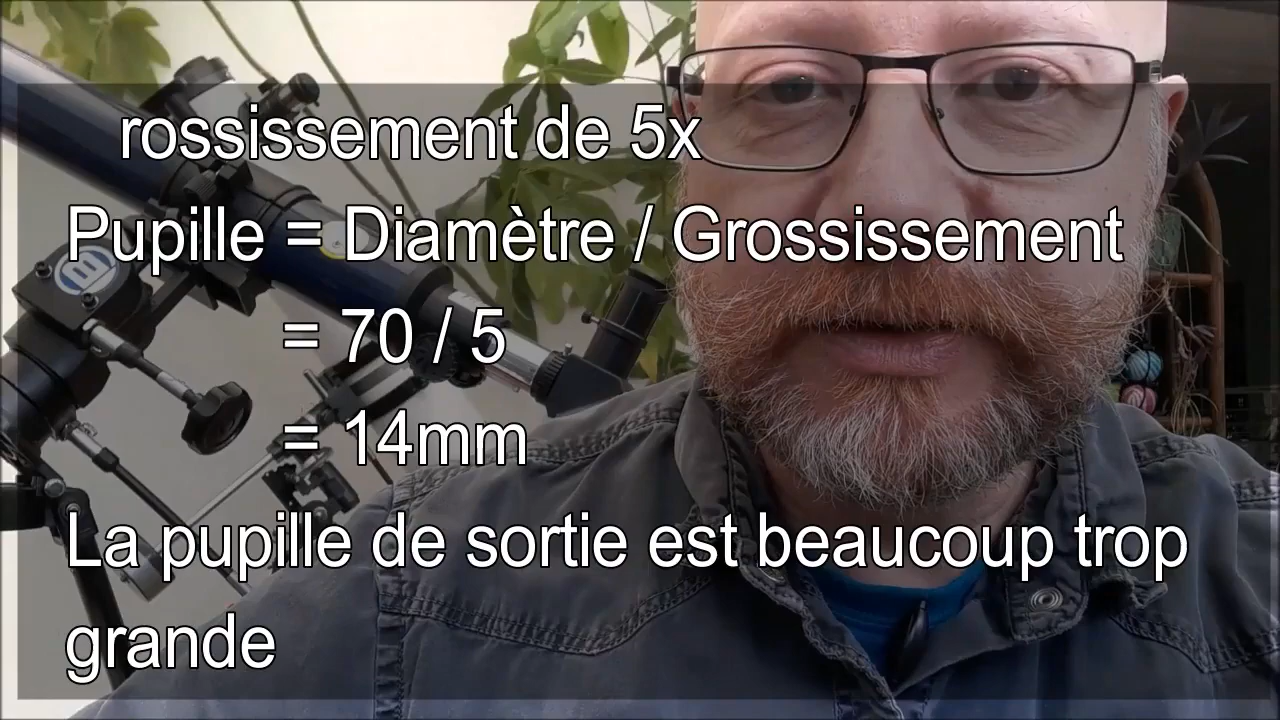 rossissement de 5x
Pupille = Diamètre / Grossissement
= 70 / 5
= 14mm
La pupille de sortie est beaucoup trop
grande